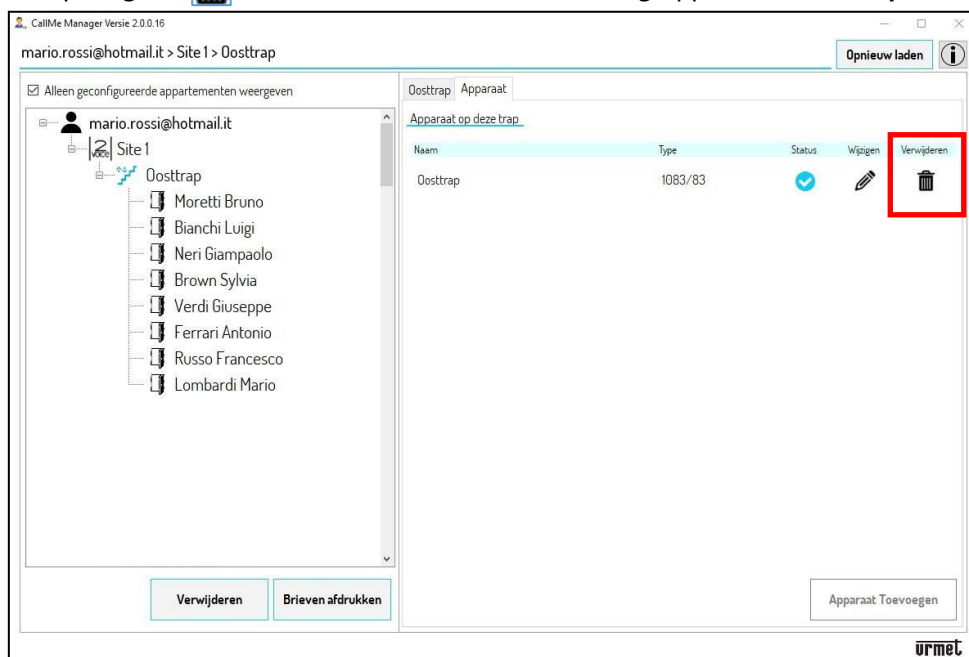 CallMe Manager Versie 2.0.0.16
mario.rossi@hotmail.it > Site 1 > Oosttrap
Opnieuw laden
Alleen geconfigureerde appartementen weergeven
mario.rossi@hotmail.it
2 voice Site 1
Oosttrap
Moretti Bruno
Bianchi Luigi
Neri Giampaolo
Brown Sylvia
Verdi Giuseppe
Ferrari Antonio
Russo Francesco
Lombardi Mario
Verwijderen Brieven afdrukken
Oosttrap Apparaat
Apparaat op deze trap
Naam Type Status Wijzigen Verwijderen
Oosttrap 1083/83
Apparaat Toevoegen
urmet